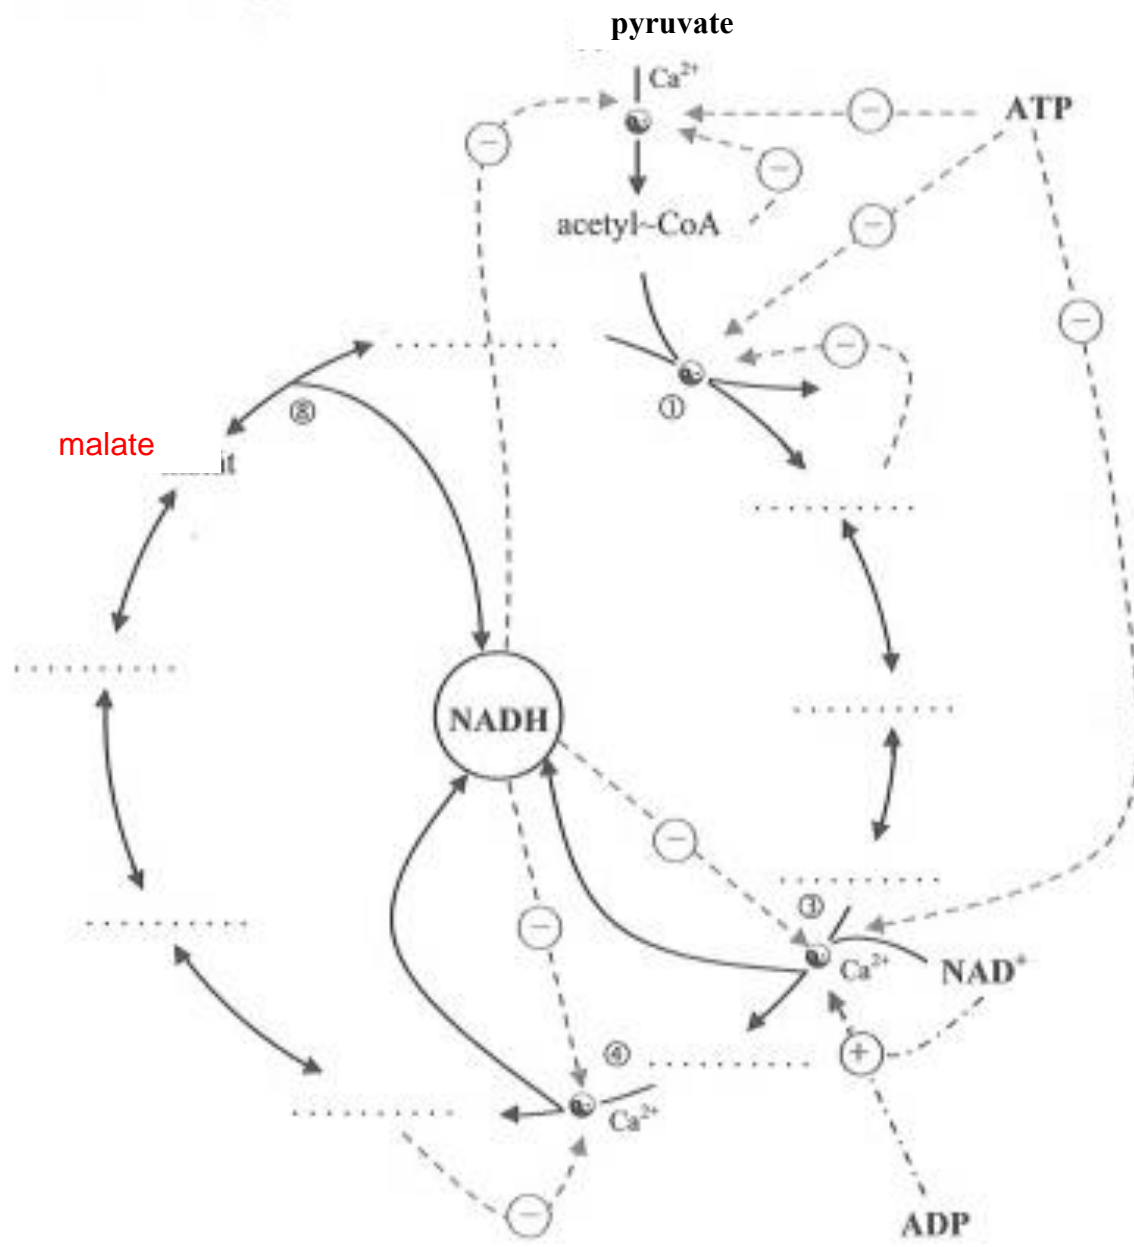 pyruvate
Ca²⁺
ATP
acetyl~CoA
①
⑧
malate
NADH
③
Ca²⁺
NAD⁺
④
Ca²⁺
ADP